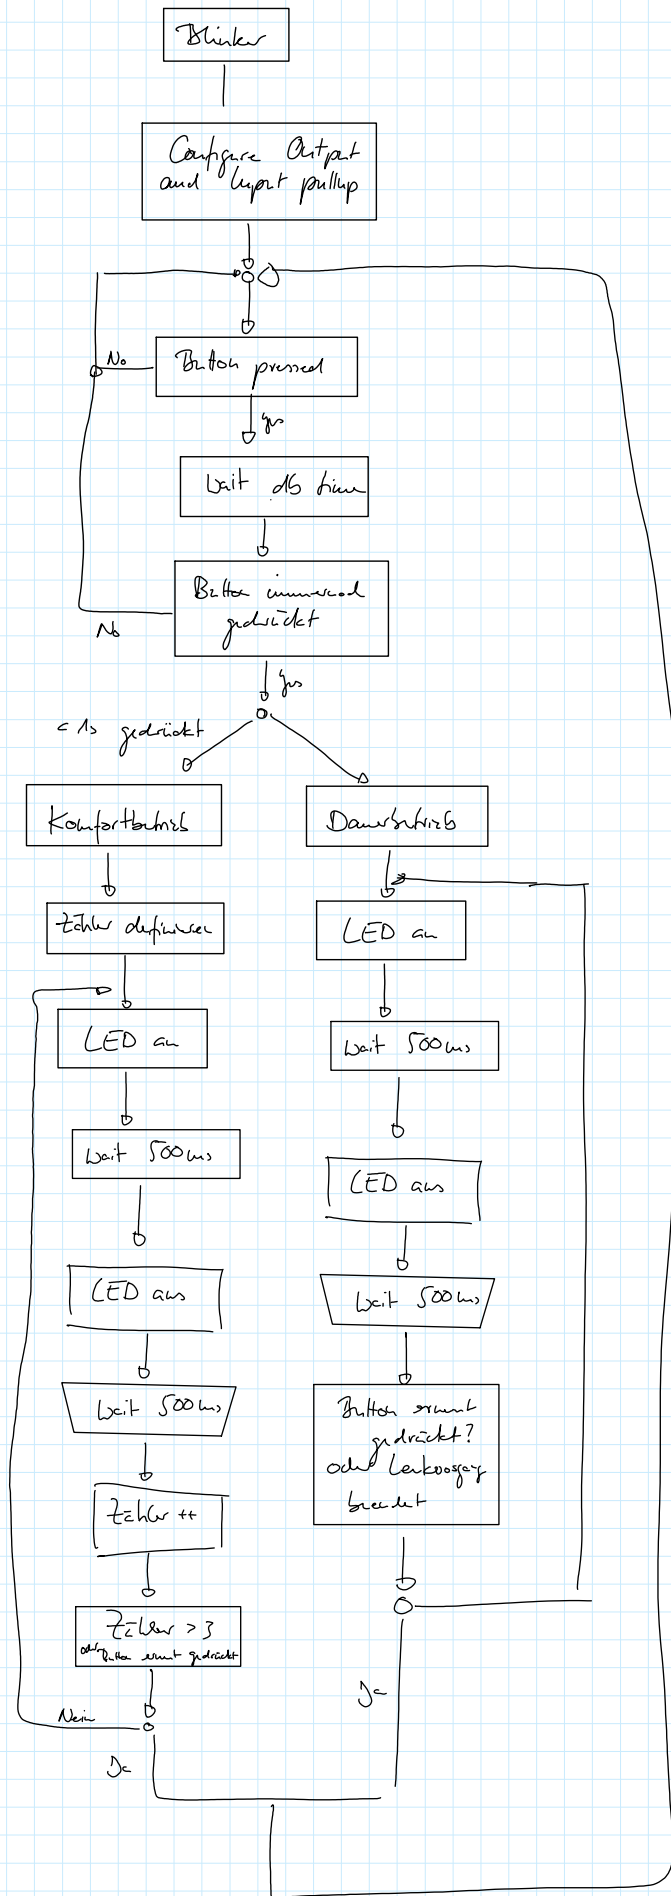 Blinker
Configure Output
and Input pullup
No
Button pressed
yes
wait db time
Button immernoch
gedrückt
No
yes
< 1s gedrückt
Komfortbetrieb
Dauerbetrieb
Zähler definieren
LED an
LED an
wait 500ms
wait 500ms
LED aus
LED aus
wait 500ms
wait 500ms
Button erneut
gedrückt?
oder Lenkvorgang
beendet
Zähler ++
Zähler > 3
oder Button erneut gedrückt
Nein
Ja
Ja